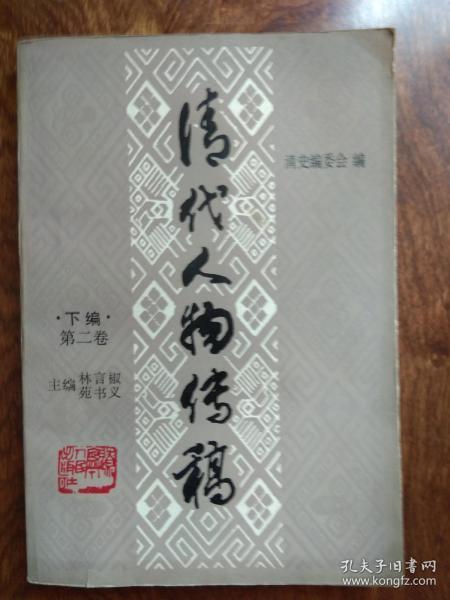 清代人物传稿
清史编委会 编
·下编·
第二卷
主编 林言椒
苑书义
孔夫子旧书网
www.kongfz.com